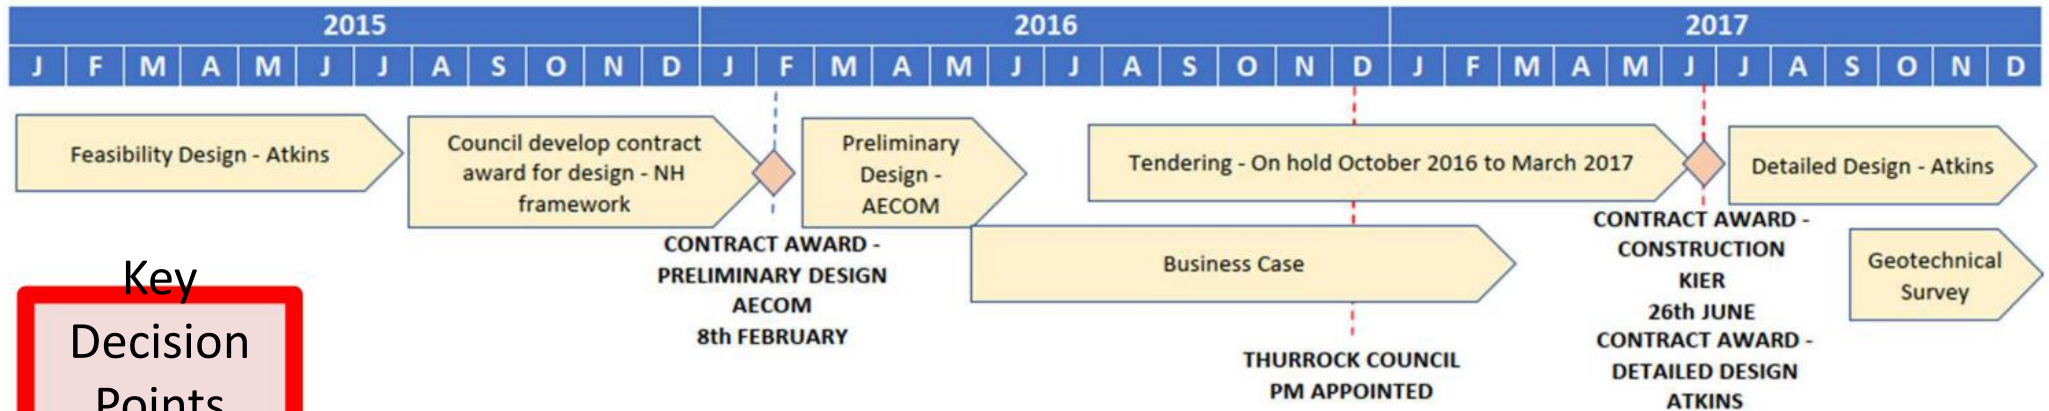 2015 2016 2017
J F M A M J J A S O N D J F M A M J J A S O N D J F M A M J J A S O N D
Feasibility Design - Atkins
Council develop contract
award for design - NH
framework
Preliminary
Design -
AECOM
Tendering - On hold October 2016 to March 2017
Detailed Design - Atkins
CONTRACT AWARD -
PRELIMINARY DESIGN
AECOM
8th FEBRUARY
Business Case
CONTRACT AWARD -
CONSTRUCTION
KIER
26th JUNE
CONTRACT AWARD -
DETAILED DESIGN
ATKINS
Geotechnical
Survey
THURROCK COUNCIL
PM APPOINTED
Key
Decision
Points